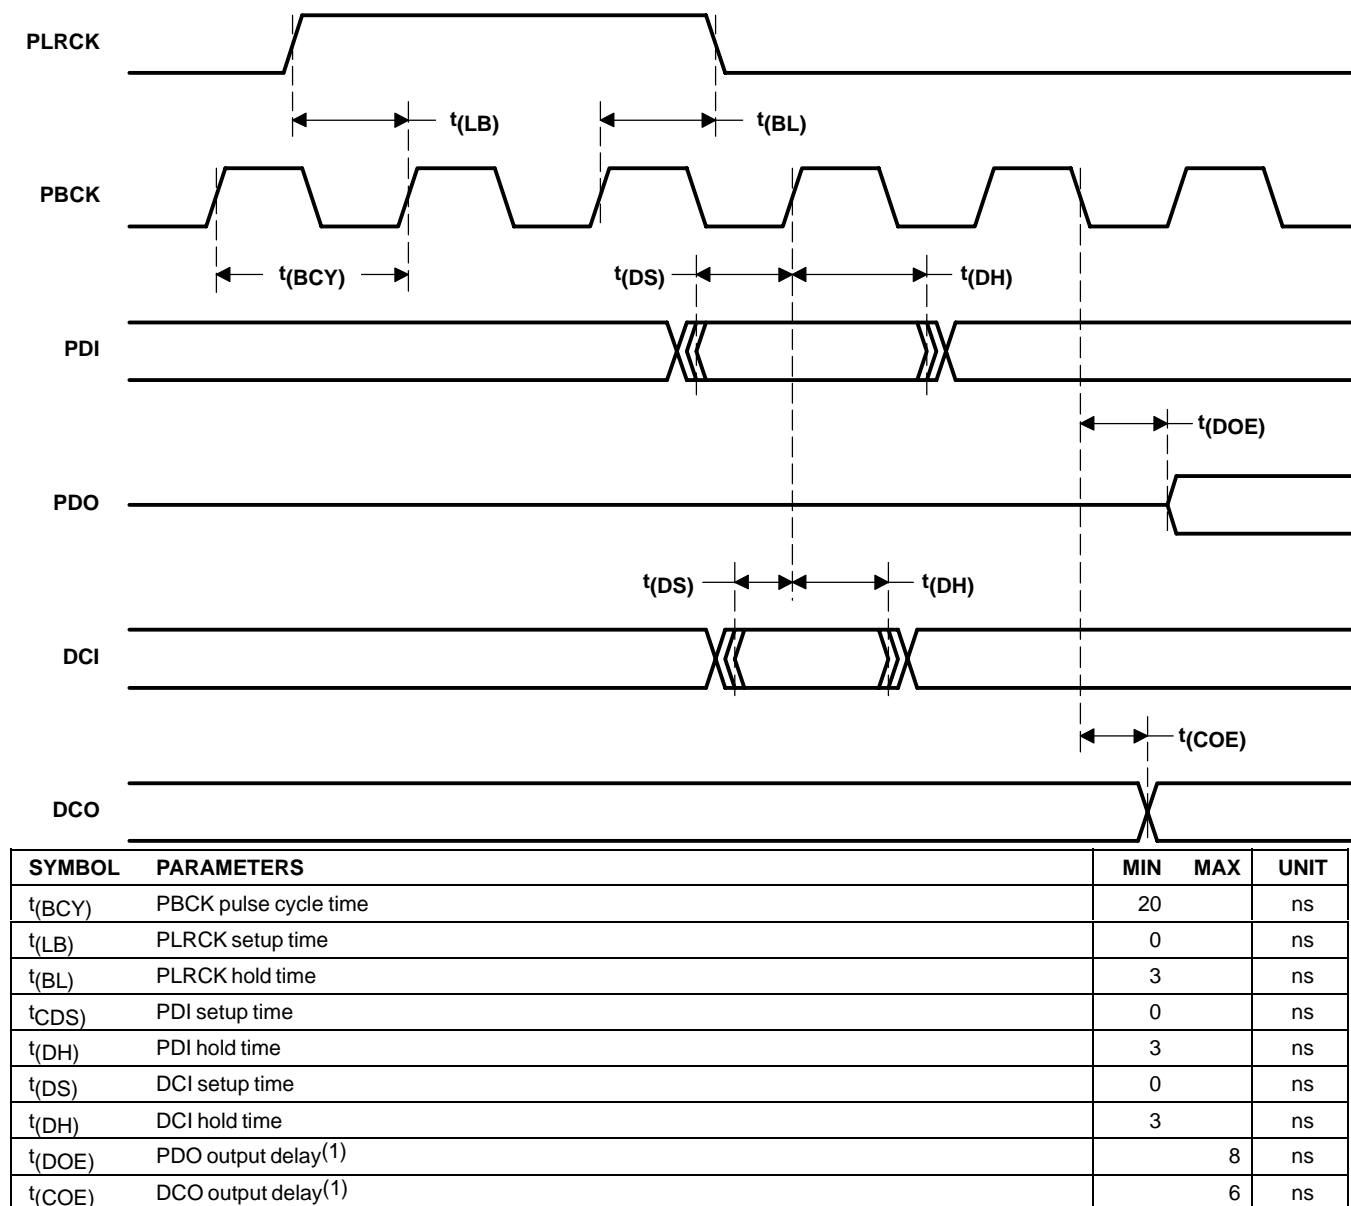 PLRCK
t(LB) t(BL)
PBCK
t(BCY) t(DS) t(DH)
PDI
t(DOE)
PDO
t(DS) t(DH)
DCI
t(COE)
DCO
SYMBOL PARAMETERS MIN MAX UNIT
t(BCY) PBCK pulse cycle time 20 ns
t(LB) PLRCK setup time 0 ns
t(BL) PLRCK hold time 3 ns
tCDS) PDI setup time 0 ns
t(DH) PDI hold time 3 ns
t(DS) DCI setup time 0 ns
t(DH) DCI hold time 3 ns
t(DOE) PDO output delay(1) 8 ns
t(COE) DCO output delay(1) 6 ns